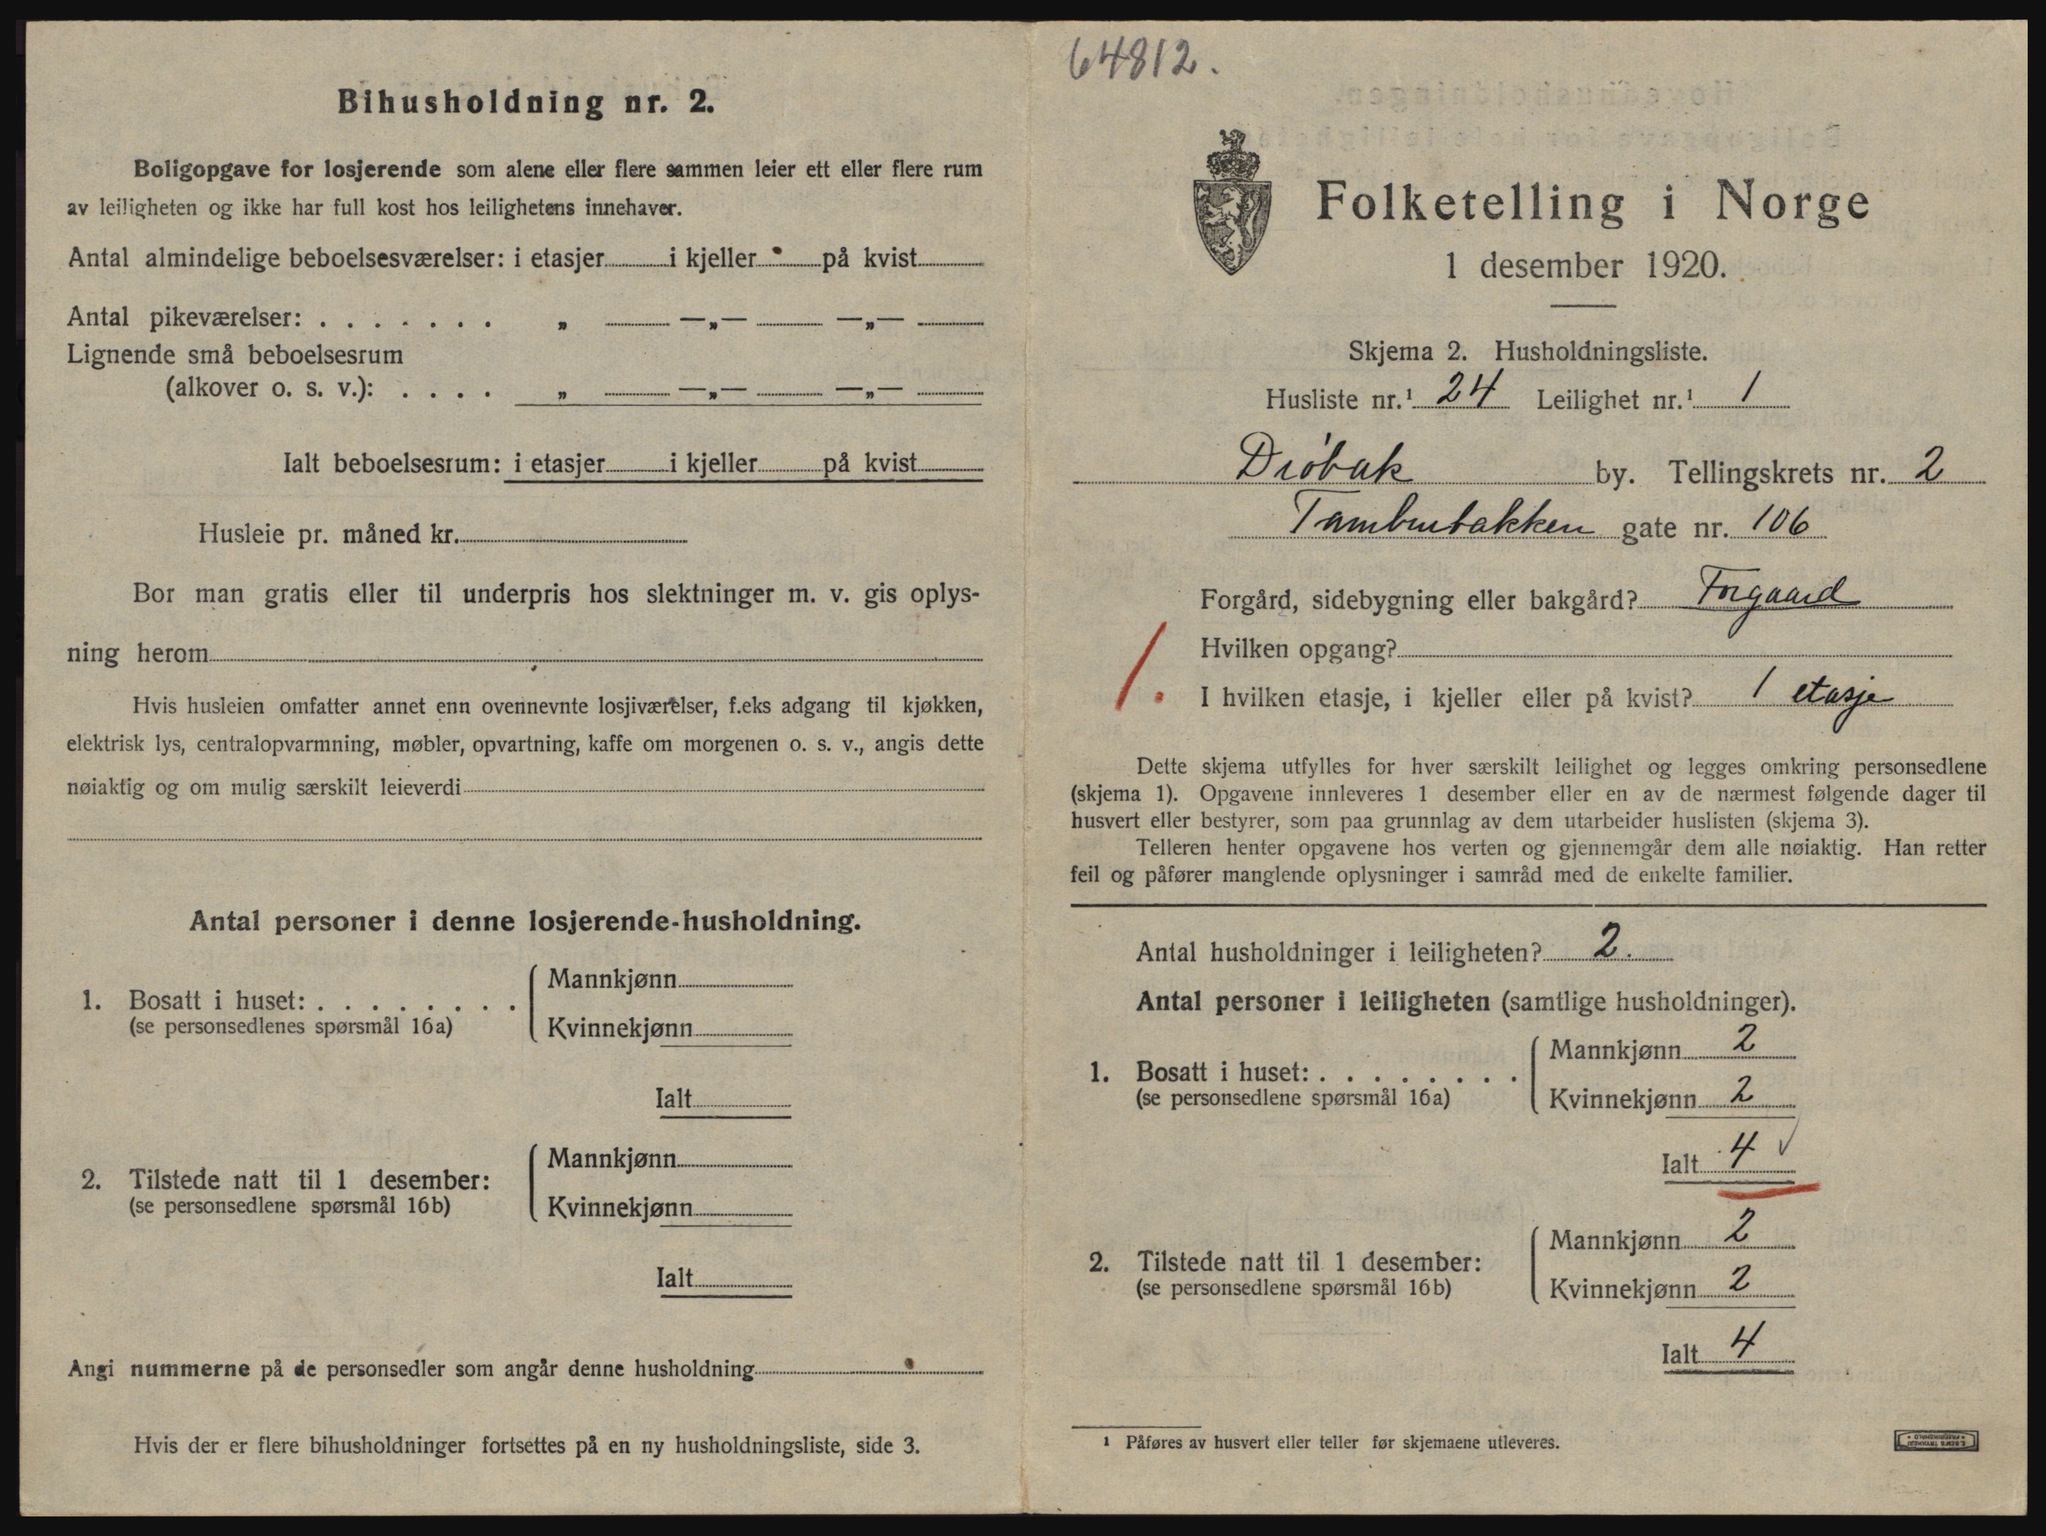 Bihusholdning nr. 2.
Boligopgave for losjerende som alene eller flere sammen leier ett eller flere rum
av leiligheten og ikke har full kost hos leilighetens innehaver.
Antal almindelige beboelsesværelser: i etasjer i kjeller på kvist
Antal pikeværelser: . . . . . . . „ —„— —„—
Lignende små beboelsesrum
(alkover o. s. v.): . . . . „ —„— —„—
Ialt beboelsesrum: i etasjer i kjeller på kvist
Husleie pr. måned kr.
Bor man gratis eller til underpris hos slektninger m. v. gis oplys-
ning herom
Hvis husleien omfatter annet enn ovennevnte losjiværelser, f.eks adgang til kjøkken,
elektrisk lys, centralopvarmning, møbler, opvartning, kaffe om morgenen o. s. v., angis dette
nøiaktig og om mulig særskilt leieverdi
Antal personer i denne losjerende-husholdning.
1. Bosatt i huset: . . . . . . . .
(se personsedlenes spørsmål 16a)
Mannkjønn
Kvinnekjønn
Ialt
2. Tilstede natt til 1 desember:
(se personsedlene spørsmål 16b)
Mannkjønn
Kvinnekjønn
Ialt
Angi nummerne på de personsedler som angår denne husholdning
Hvis der er flere bihusholdninger fortsettes på en ny husholdningsliste, side 3.
64812.
Folketelling i Norge
1 desember 1920.
Skjema 2. Husholdningsliste.
Husliste nr.¹ 24 Leilighet nr.¹ 1
Drøbak by. Tellingskrets nr. 2
Tamburbakken gate nr. 106
Forgård, sidebygning eller bakgård? Forgaard
Hvilken opgang?
1.
I hvilken etasje, i kjeller eller på kvist? 1 etasje
Dette skjema utfylles for hver særskilt leilighet og legges omkring personsedlene
(skjema 1). Opgavene innleveres 1 desember eller en av de nærmest følgende dager til
husvert eller bestyrer, som paa grunnlag av dem utarbeider huslisten (skjema 3).
Telleren henter opgavene hos verten og gjennemgår dem alle nøiaktig. Han retter
feil og påfører manglende oplysninger i samråd med de enkelte familier.
Antal husholdninger i leiligheten? 2.
Antal personer i leiligheten (samtlige husholdninger).
1. Bosatt i huset: . . . . . . . .
(se personsedlene spørsmål 16a)
Mannkjønn 2
Kvinnekjønn 2
Ialt 4
2. Tilstede natt til 1 desember:
(se personsedlene spørsmål 16b)
Mannkjønn 2
Kvinnekjønn 2
Ialt 4
¹ Påføres av husvert eller teller før skjemaene utleveres.